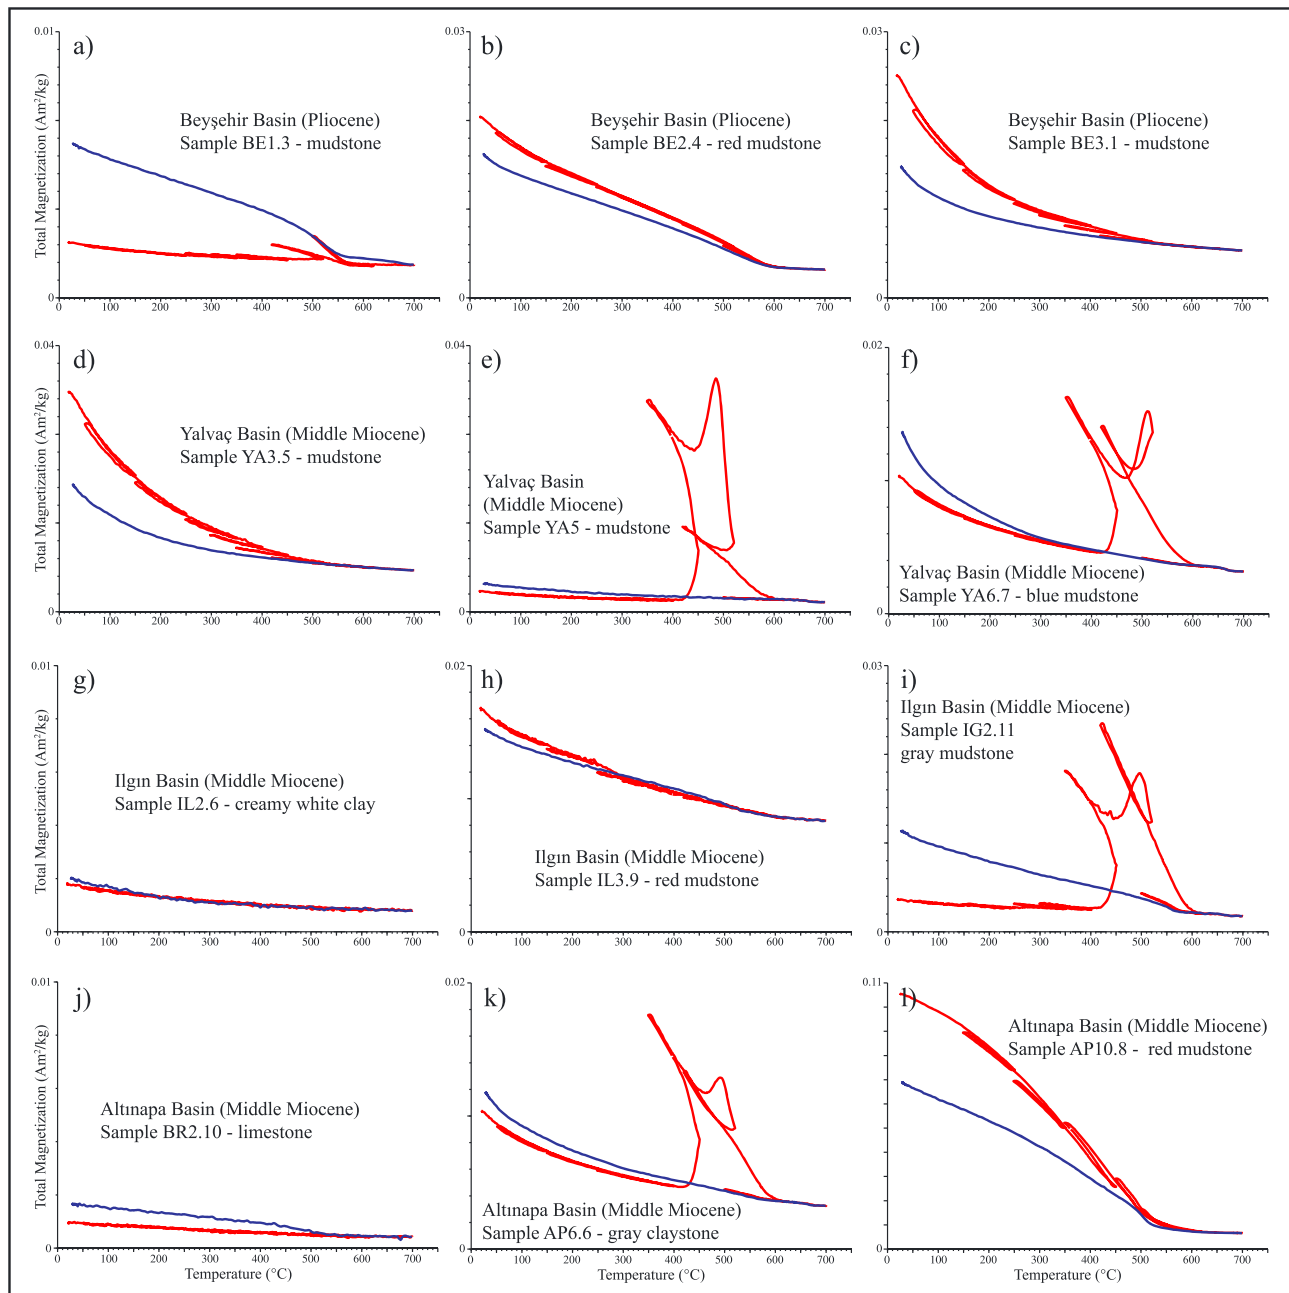 a)
0.01
Total Magnetization (Am²/kg)
Beyşehir Basin (Pliocene)
Sample BE1.3 - mudstone
0
0 100 200 300 400 500 600 700
b)
0.03
Beyşehir Basin (Pliocene)
Sample BE2.4 - red mudstone
0
0 100 200 300 400 500 600 700
c)
0.03
Beyşehir Basin (Pliocene)
Sample BE3.1 - mudstone
0
0 100 200 300 400 500 600 700
d)
0.04
Total Magnetization (Am²/kg)
Yalvaç Basin (Middle Miocene)
Sample YA3.5 - mudstone
0
0 100 200 300 400 500 600 700
e)
0.04
Yalvaç Basin
(Middle Miocene)
Sample YA5 - mudstone
0
0 100 200 300 400 500 600 700
f)
0.02
Yalvaç Basin (Middle Miocene)
Sample YA6.7 - blue mudstone
0
0 100 200 300 400 500 600 700
g)
0.01
Total Magnetization (Am²/kg)
Ilgın Basin (Middle Miocene)
Sample IL2.6 - creamy white clay
0
0 100 200 300 400 500 600 700
h)
0.02
Ilgın Basin (Middle Miocene)
Sample IL3.9 - red mudstone
0
0 100 200 300 400 500 600 700
i)
0.03
Ilgın Basin (Middle Miocene)
Sample IG2.11
gray mudstone
0
0 100 200 300 400 500 600 700
j)
0.01
Total Magnetization (Am²/kg)
Altınapa Basin (Middle Miocene)
Sample BR2.10 - limestone
0
0 100 200 300 400 500 600 700
Temperature (°C)
k)
0.02
Altınapa Basin (Middle Miocene)
Sample AP6.6 - gray claystone
0
0 100 200 300 400 500 600 700
Temperature (°C)
l)
0.11
Altınapa Basin (Middle Miocene)
Sample AP10.8 - red mudstone
0
0 100 200 300 400 500 600 700
Temperature (°C)